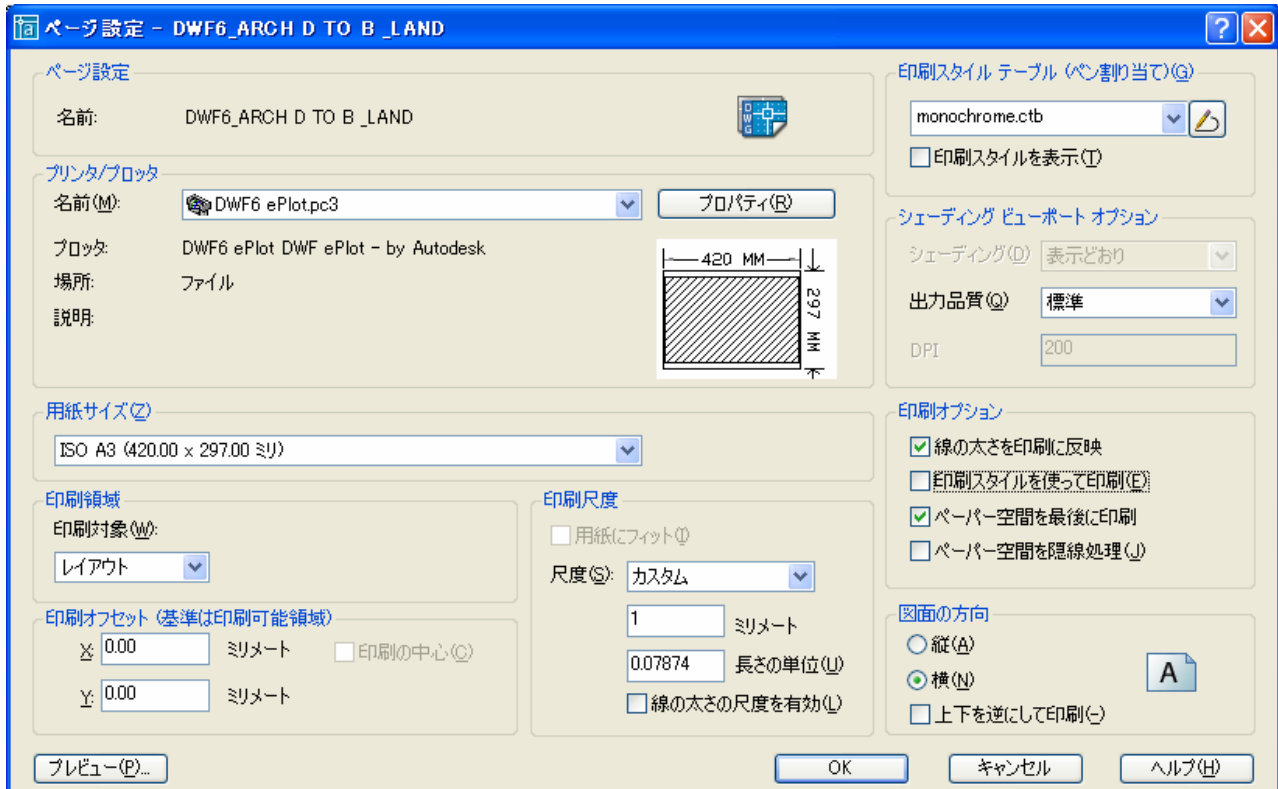 ページ設定 - DWF6_ARCH D TO B _LAND
ページ設定
名前: DWF6_ARCH D TO B _LAND
DWG
プリンタ/プロッタ
名前(M): DWF6 ePlot.pc3 プロパティ(R)
プロッタ: DWF6 ePlot DWF ePlot - by Autodesk
場所: ファイル
説明:
420 MM
297 MM
用紙サイズ(Z)
ISO A3 (420.00 x 297.00 ミリ)
印刷領域
印刷対象(W):
レイアウト
印刷オフセット (基準は印刷可能領域)
X: 0.00 ミリメート 印刷の中心(C)
Y: 0.00 ミリメート
印刷尺度
用紙にフィット(I)
尺度(S): カスタム
1 ミリメート
0.07874 長さの単位(U)
線の太さの尺度を有効(L)
印刷スタイル テーブル (ペン割り当て)(G)
monochrome.ctb
印刷スタイルを表示(T)
シェーディング ビューポート オプション
シェーディング(D) 表示どおり
出力品質(Q) 標準
DPI 200
印刷オプション
線の太さを印刷に反映
印刷スタイルを使って印刷(E)
ペーパー空間を最後に印刷
ペーパー空間を隠線処理(J)
図面の方向
縦(A)
横(N)
A
上下を逆にして印刷(-)
プレビュー(P)... OK キャンセル ヘルプ(H)